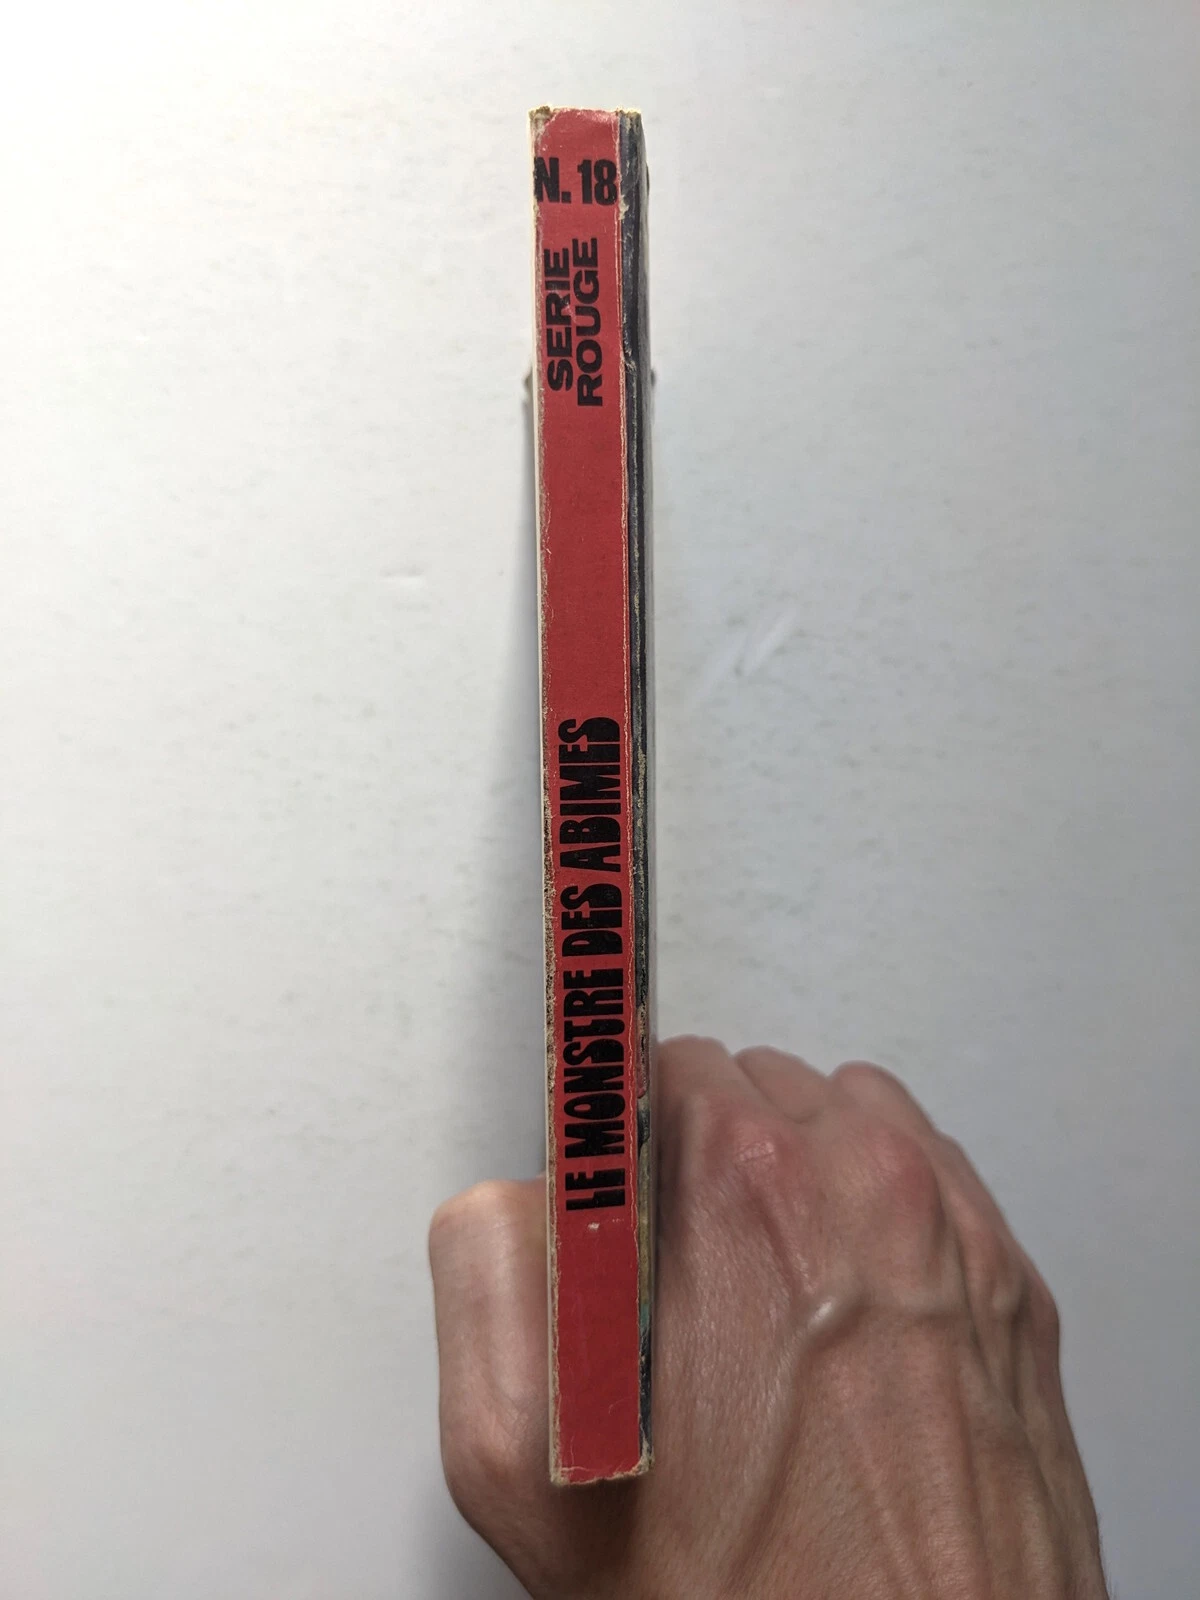 N. 18
SERIE
ROUGE
LE MONSTRE DES ABIMES